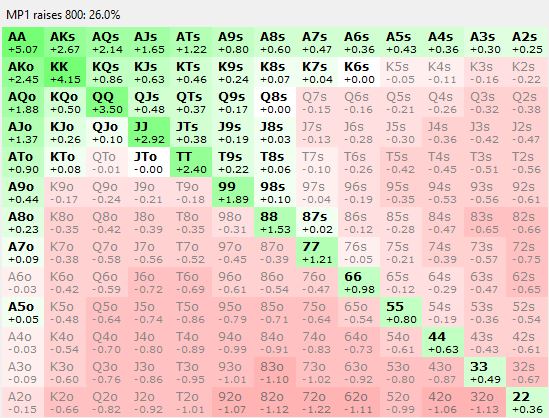 MP1 raises 800: 26.0%
AA AKs AQs AJs ATs A9s A8s A7s A6s A5s A4s A3s A2s
+5.07 +2.67 +2.14 +1.65 +1.22 +0.80 +0.60 +0.47 +0.36 +0.43 +0.36 +0.30 +0.25
AKo KK KQs KJs KTs K9s K8s K7s K6s K5s K4s K3s K2s
+2.45 +4.15 +0.86 +0.63 +0.46 +0.24 +0.07 +0.04 +0.00 -0.05 -0.11 -0.16 -0.22
AQo KQo QQ QJs QTs Q9s Q8s Q7s Q6s Q5s Q4s Q3s Q2s
+1.88 +0.50 +3.50 +0.48 +0.37 +0.17 +0.00 -0.15 -0.16 -0.21 -0.26 -0.32 -0.38
AJo KJo QJo JJ JTs J9s J8s J7s J6s J5s J4s J3s J2s
+1.37 +0.26 +0.10 +2.92 +0.38 +0.19 +0.03 -0.13 -0.28 -0.30 -0.36 -0.42 -0.47
ATo KTo QTo JTo TT T9s T8s T7s T6s T5s T4s T3s T2s
+0.90 +0.08 -0.01 -0.00 +2.40 +0.22 +0.06 -0.10 -0.26 -0.42 -0.45 -0.51 -0.56
A9o K9o Q9o J9o T9o 99 98s 97s 96s 95s 94s 93s 92s
+0.44 -0.17 -0.24 -0.21 -0.18 +1.89 +0.10 -0.04 -0.19 -0.35 -0.53 -0.56 -0.61
A8o K8o Q8o J8o T8o 98o 88 87s 86s 85s 84s 83s 82s
+0.23 -0.35 -0.42 -0.39 -0.35 -0.31 +1.53 +0.02 -0.12 -0.28 -0.47 -0.65 -0.66
A7o K7o Q7o J7o T7o 97o 87o 77 76s 75s 74s 73s 72s
+0.09 -0.38 -0.58 -0.56 -0.52 -0.45 -0.39 +1.21 -0.05 -0.21 -0.39 -0.57 -0.75
A6o K6o Q6o J6o T6o 96o 86o 76o 66 65s 64s 63s 62s
-0.03 -0.42 -0.59 -0.72 -0.69 -0.61 -0.54 -0.47 +0.98 -0.12 -0.29 -0.47 -0.65
A5o K5o Q5o J5o T5o 95o 85o 75o 65o 55 54s 53s 52s
+0.05 -0.48 -0.64 -0.74 -0.86 -0.79 -0.71 -0.64 -0.54 +0.80 -0.19 -0.36 -0.54
A4o K4o Q4o J4o T4o 94o 84o 74o 64o 54o 44 43s 42s
-0.03 -0.54 -0.70 -0.80 -0.89 -0.99 -0.91 -0.83 -0.73 -0.61 +0.63 -0.43 -0.61
A3o K3o Q3o J3o T3o 93o 83o 73o 63o 53o 43o 33 32s
-0.09 -0.60 -0.76 -0.86 -0.95 -1.01 -1.10 -1.02 -0.92 -0.80 -0.87 +0.49 -0.67
A2o K2o Q2o J2o T2o 92o 82o 72o 62o 52o 42o 32o 22
-0.15 -0.66 -0.82 -0.92 -1.01 -1.07 -1.12 -1.22 -1.11 -0.99 -1.06 -1.13 +0.36